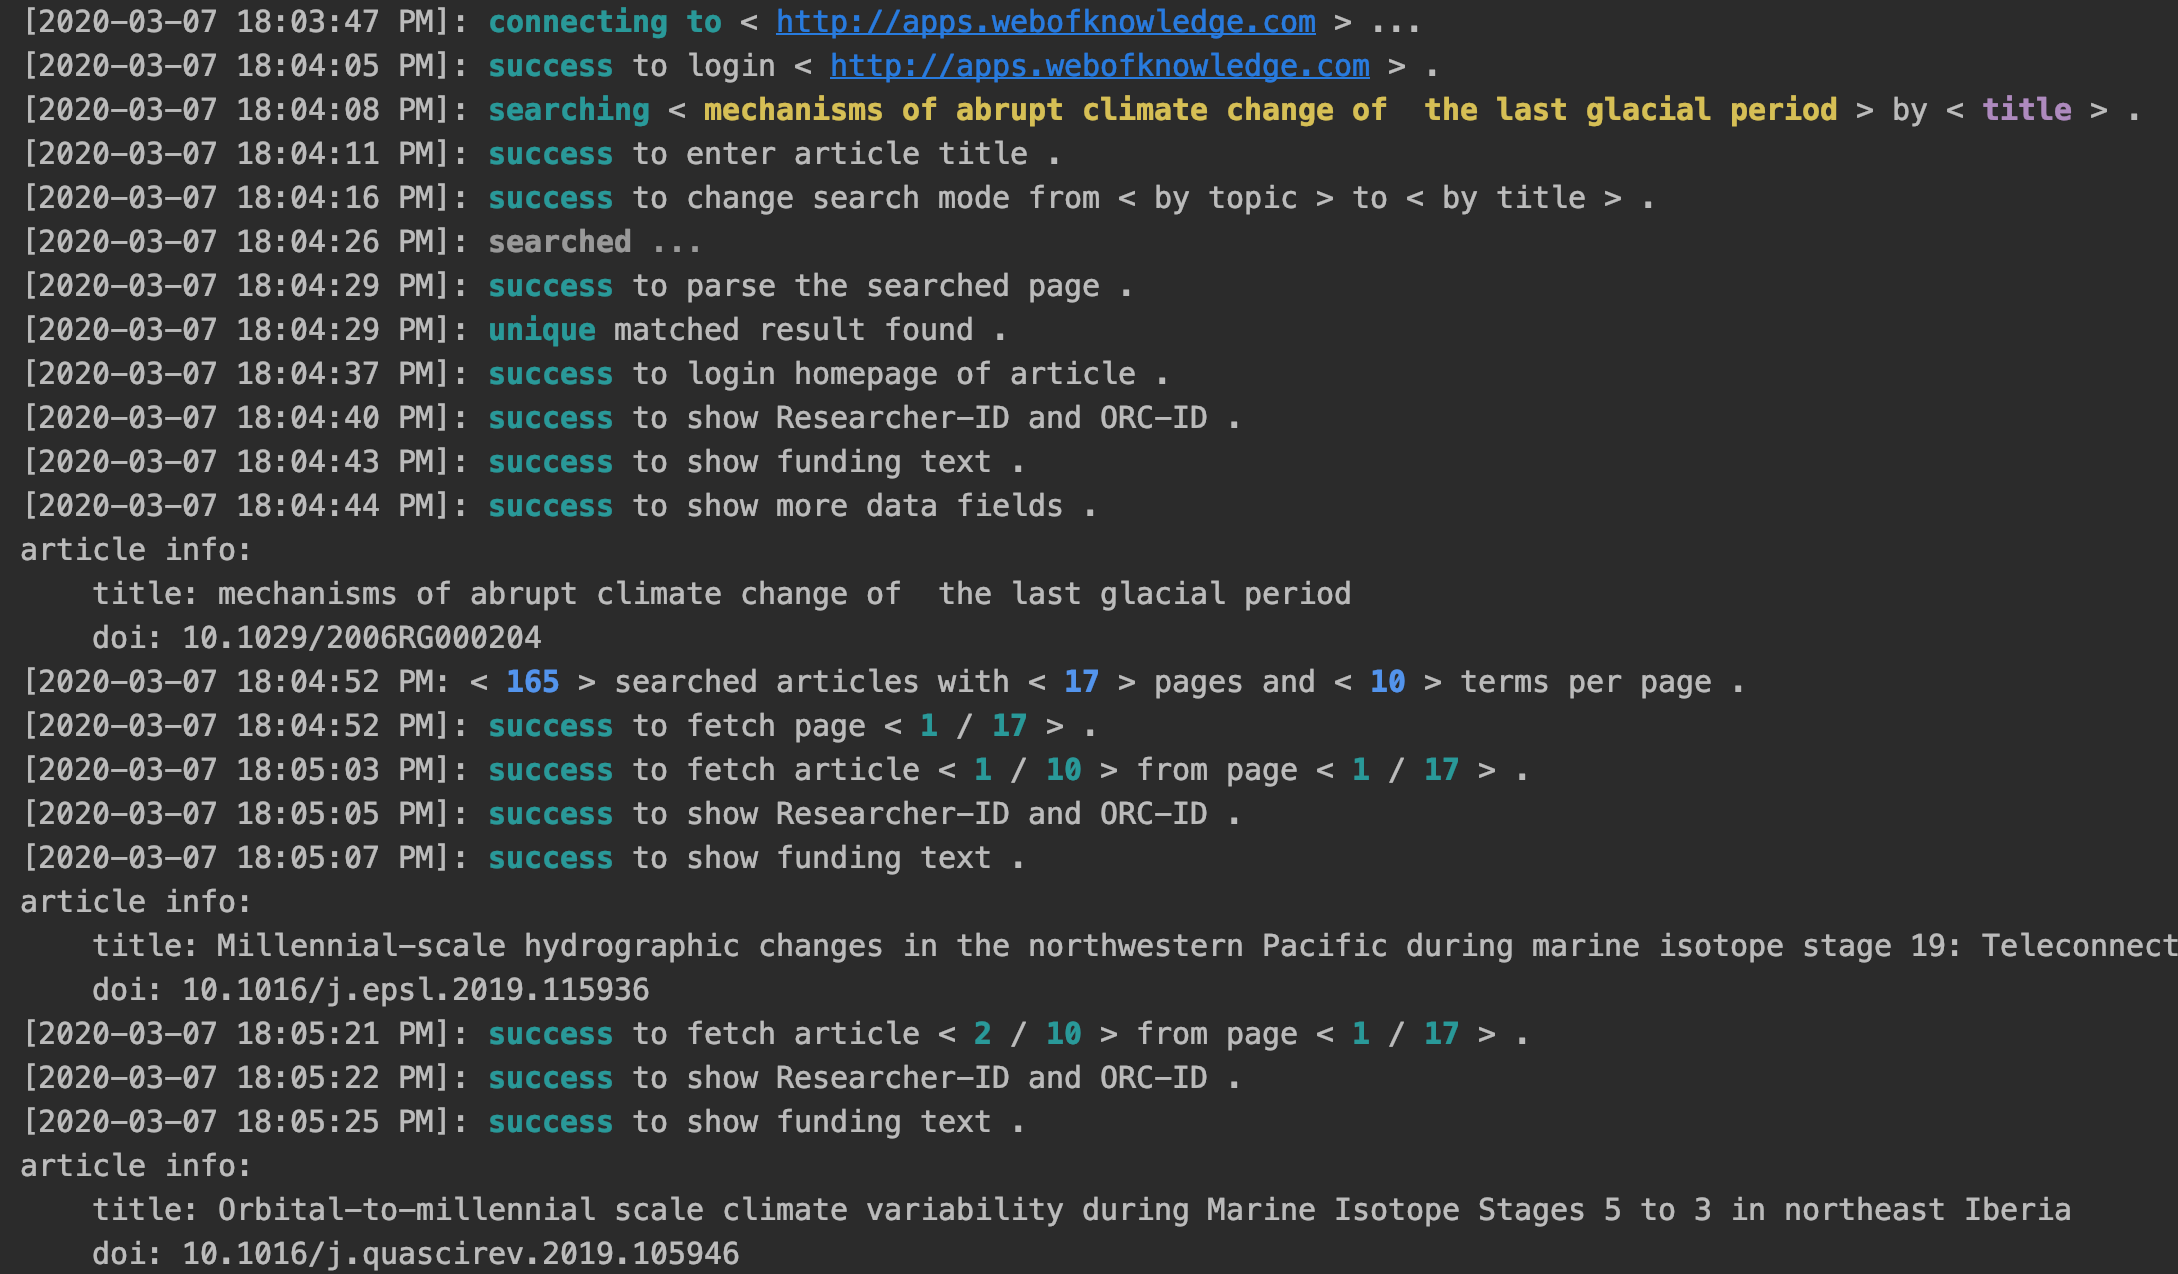 [2020-03-07 18:03:47 PM]: connecting to < http://apps.webofknowledge.com > ...
[2020-03-07 18:04:05 PM]: success to login < http://apps.webofknowledge.com > .
[2020-03-07 18:04:08 PM]: searching < mechanisms of abrupt climate change of  the last glacial period > by < title > .
[2020-03-07 18:04:11 PM]: success to enter article title .
[2020-03-07 18:04:16 PM]: success to change search mode from < by topic > to < by title > .
[2020-03-07 18:04:26 PM]: searched ...
[2020-03-07 18:04:29 PM]: success to parse the searched page .
[2020-03-07 18:04:29 PM]: unique matched result found .
[2020-03-07 18:04:37 PM]: success to login homepage of article .
[2020-03-07 18:04:40 PM]: success to show Researcher-ID and ORC-ID .
[2020-03-07 18:04:43 PM]: success to show funding text .
[2020-03-07 18:04:44 PM]: success to show more data fields .
article info:
    title: mechanisms of abrupt climate change of  the last glacial period
    doi: 10.1029/2006RG000204
[2020-03-07 18:04:52 PM: < 165 > searched articles with < 17 > pages and < 10 > terms per page .
[2020-03-07 18:04:52 PM]: success to fetch page < 1 / 17 > .
[2020-03-07 18:05:03 PM]: success to fetch article < 1 / 10 > from page < 1 / 17 > .
[2020-03-07 18:05:05 PM]: success to show Researcher-ID and ORC-ID .
[2020-03-07 18:05:07 PM]: success to show funding text .
article info:
    title: Millennial-scale hydrographic changes in the northwestern Pacific during marine isotope stage 19: Teleconnect
    doi: 10.1016/j.epsl.2019.115936
[2020-03-07 18:05:21 PM]: success to fetch article < 2 / 10 > from page < 1 / 17 > .
[2020-03-07 18:05:22 PM]: success to show Researcher-ID and ORC-ID .
[2020-03-07 18:05:25 PM]: success to show funding text .
article info:
    title: Orbital-to-millennial scale climate variability during Marine Isotope Stages 5 to 3 in northeast Iberia
    doi: 10.1016/j.quascirev.2019.105946